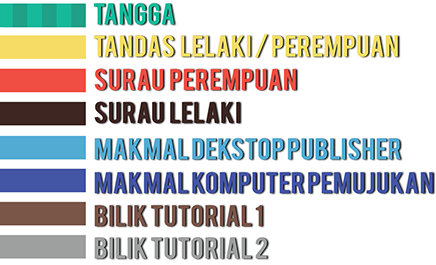 TANGGA
TANDAS LELAKI / PEREMPUAN
SURAU PEREMPUAN
SURAU LELAKI
MAKMAL DEKSTOP PUBLISHER
MAKMAL KOMPUTER PEMUJUKAN
BILIK TUTORIAL 1
BILIK TUTORIAL 2